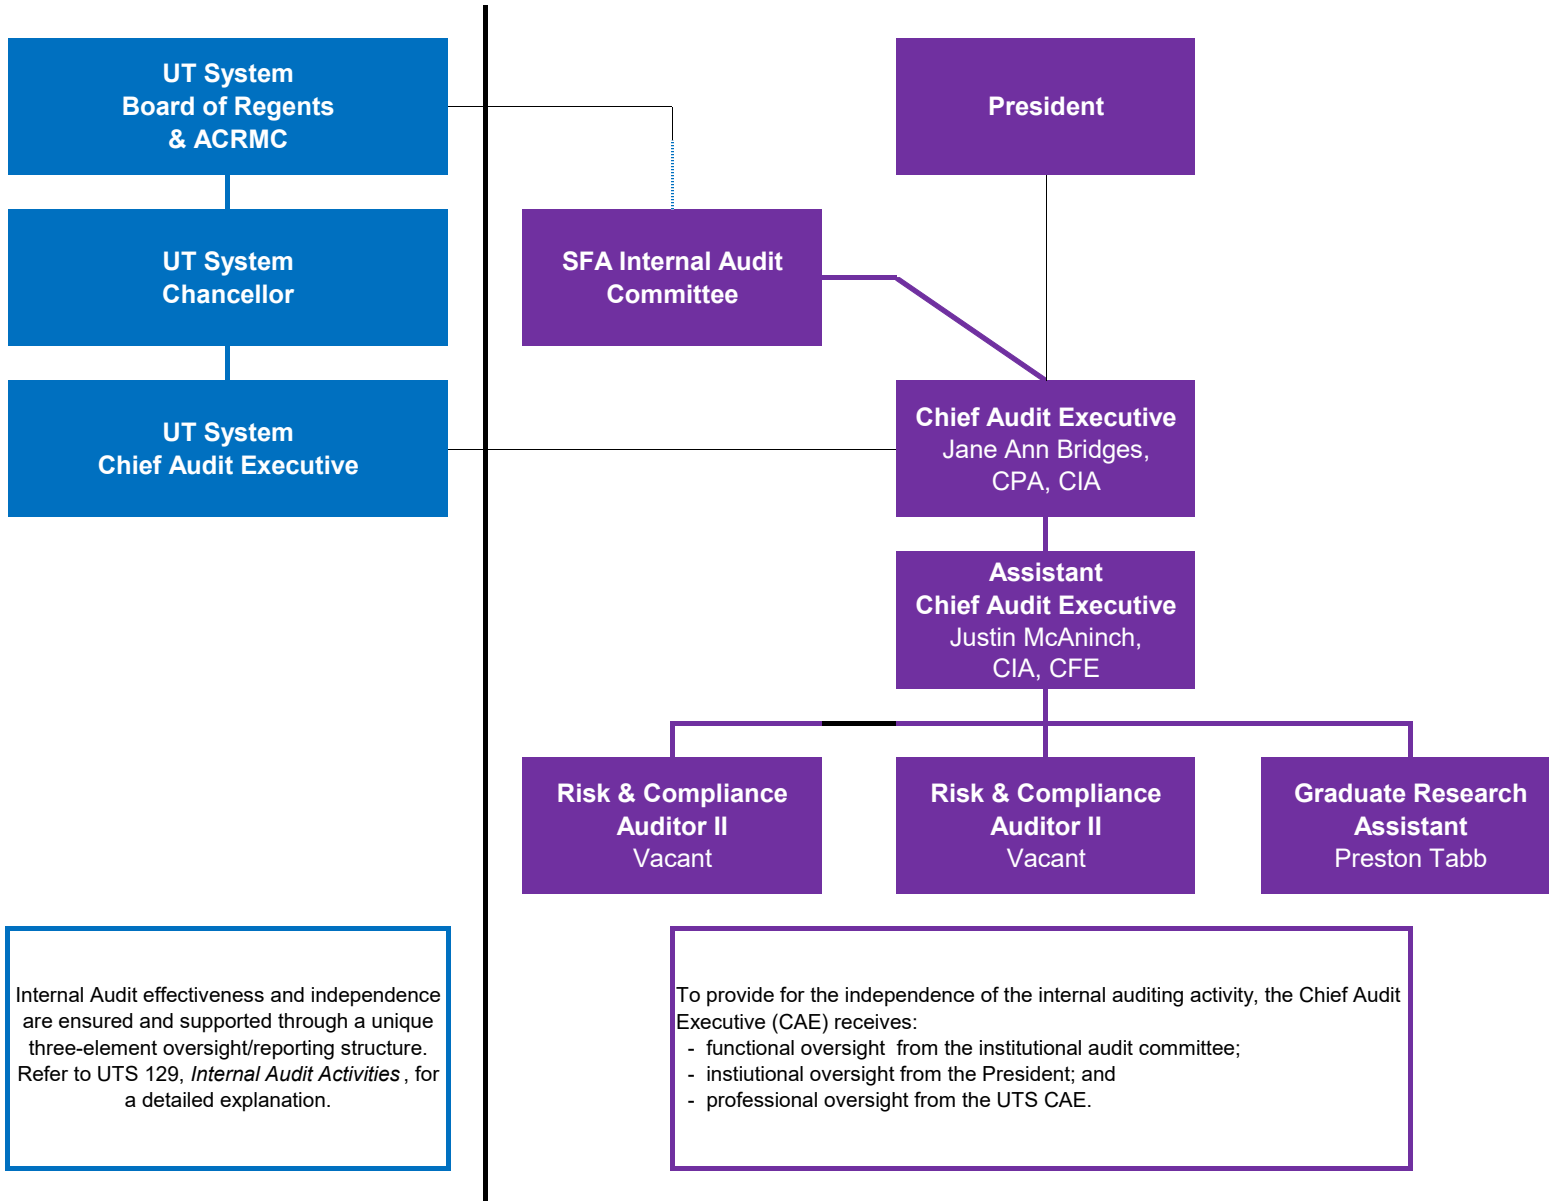 UT System
Board of Regents
& ACRMC
President
UT System
Chancellor
SFA Internal Audit
Committee
UT System
Chief Audit Executive
Chief Audit Executive
Jane Ann Bridges,
CPA, CIA
Assistant
Chief Audit Executive
Justin McAninch,
CIA, CFE
Risk & Compliance
Auditor II
Vacant
Risk & Compliance
Auditor II
Vacant
Graduate Research
Assistant
Preston Tabb
Internal Audit effectiveness and independence
are ensured and supported through a unique
three-element oversight/reporting structure.
Refer to UTS 129, Internal Audit Activities , for
a detailed explanation.
To provide for the independence of the internal auditing activity, the Chief Audit
Executive (CAE) receives:
- functional oversight  from the institutional audit committee;
- instiutional oversight from the President; and
- professional oversight from the UTS CAE.